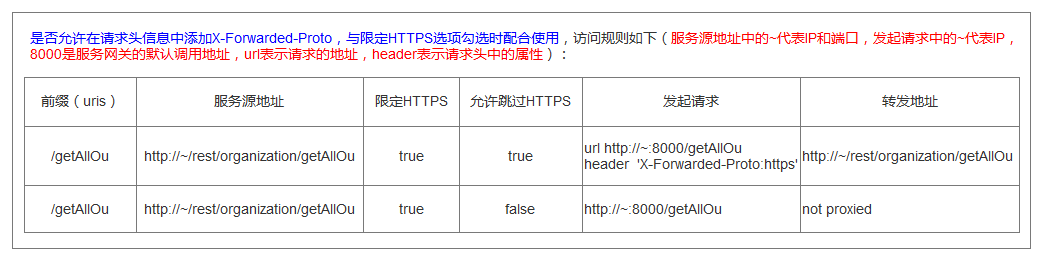 是否允许在请求头信息中添加X-Forwarded-Proto，与限定HTTPS选项勾选时配合使用，访问规则如下（服务源地址中的~代表IP和端口，发起请求中的~代表IP，
8000是服务网关的默认调用地址，url表示请求的地址，header表示请求头中的属性）：
前缀（uris） 服务源地址 限定HTTPS 允许跳过HTTPS 发起请求 转发地址
/getAllOu http://~/rest/organization/getAllOu true true url http://~:8000/getAllOu http://~/rest/organization/getAllOu
header 'X-Forwarded-Proto:https'
/getAllOu http://~/rest/organization/getAllOu true false http://~:8000/getAllOu not proxied